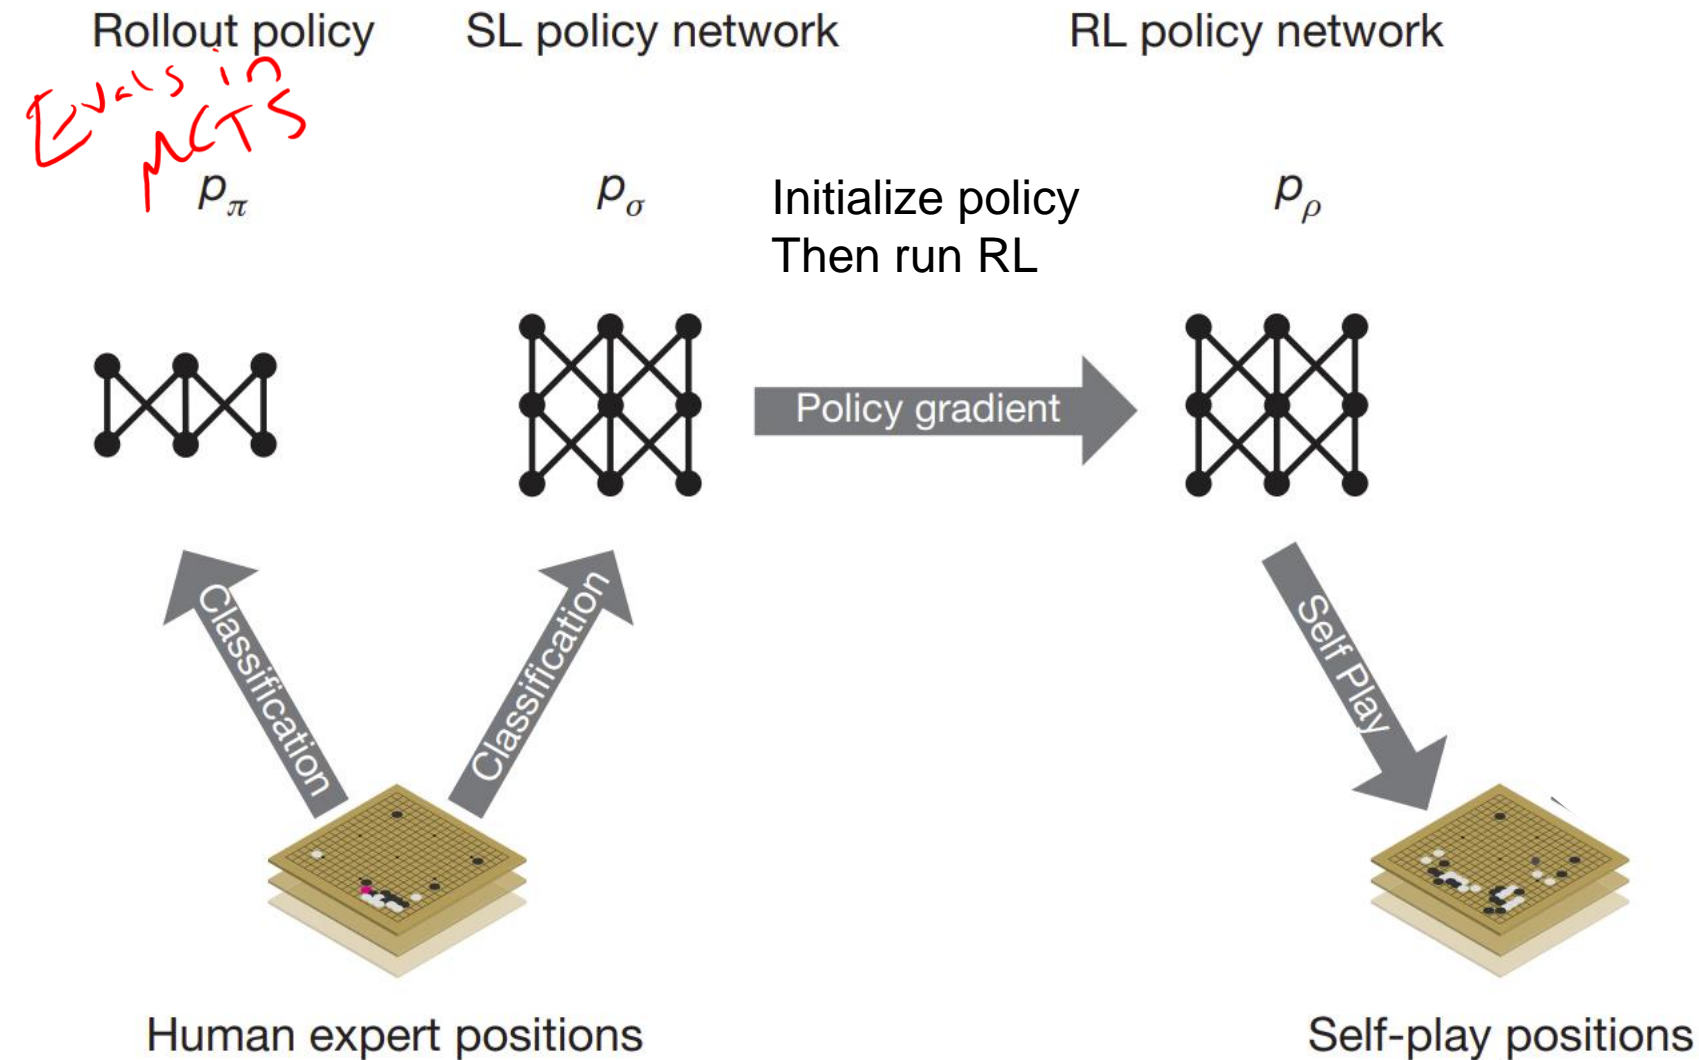 Rollout policy
SL policy network
RL policy network
Evals in
MCTS
pπ
pσ
Initialize policy
Then run RL
pρ
Policy gradient
Classification
Classification
Self Play
Human expert positions
Self-play positions